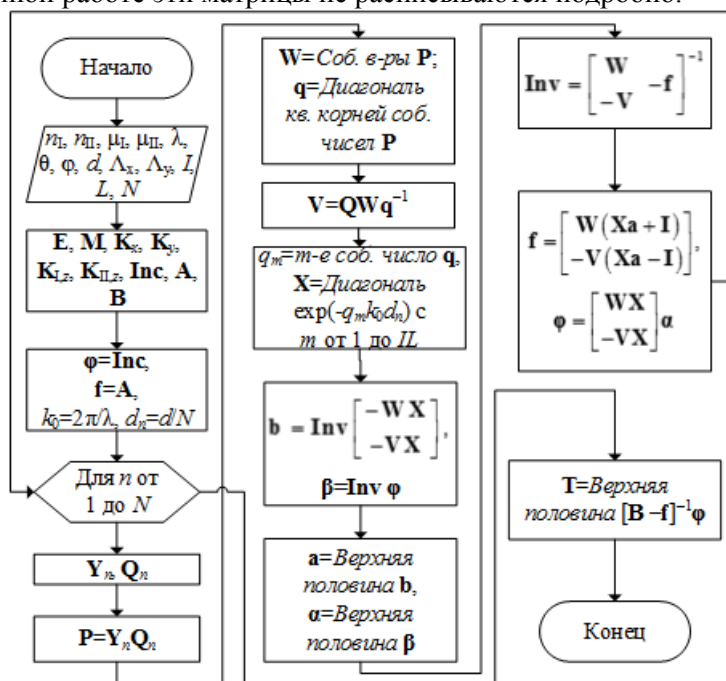 ной работе эти матрицы не расписываются подробно.
Начало
n_I, n_II, μ_I, μ_II, λ,
θ, φ, d, Λ_x, Λ_y, I,
L, N
E, M, K_x, K_y,
K_I,z, K_II,z, Inc, A,
B
φ=Inc,
f=A,
k_0=2π/λ, d_n=d/N
Для n от
1 до N
Y_n, Q_n
P=Y_nQ_n
W=Соб. в-ры P;
q=Диагональ
кв. корней соб.
чисел P
V=QWq^{-1}
q_m=m-е соб. число q,
X=Диагональ
exp(-q_mk_0d_n) с
m от 1 до IL
b = Inv [−WX
−VX],
β=Inv φ
a=Верхняя
половина b,
α=Верхняя
половина β
Inv = [W
−V −f]^{-1}
f = [W(Xa + I)
−V(Xa − I)],
φ = [WX
−VX] α
T=Верхняя
половина [B −f]^{-1}φ
Конец